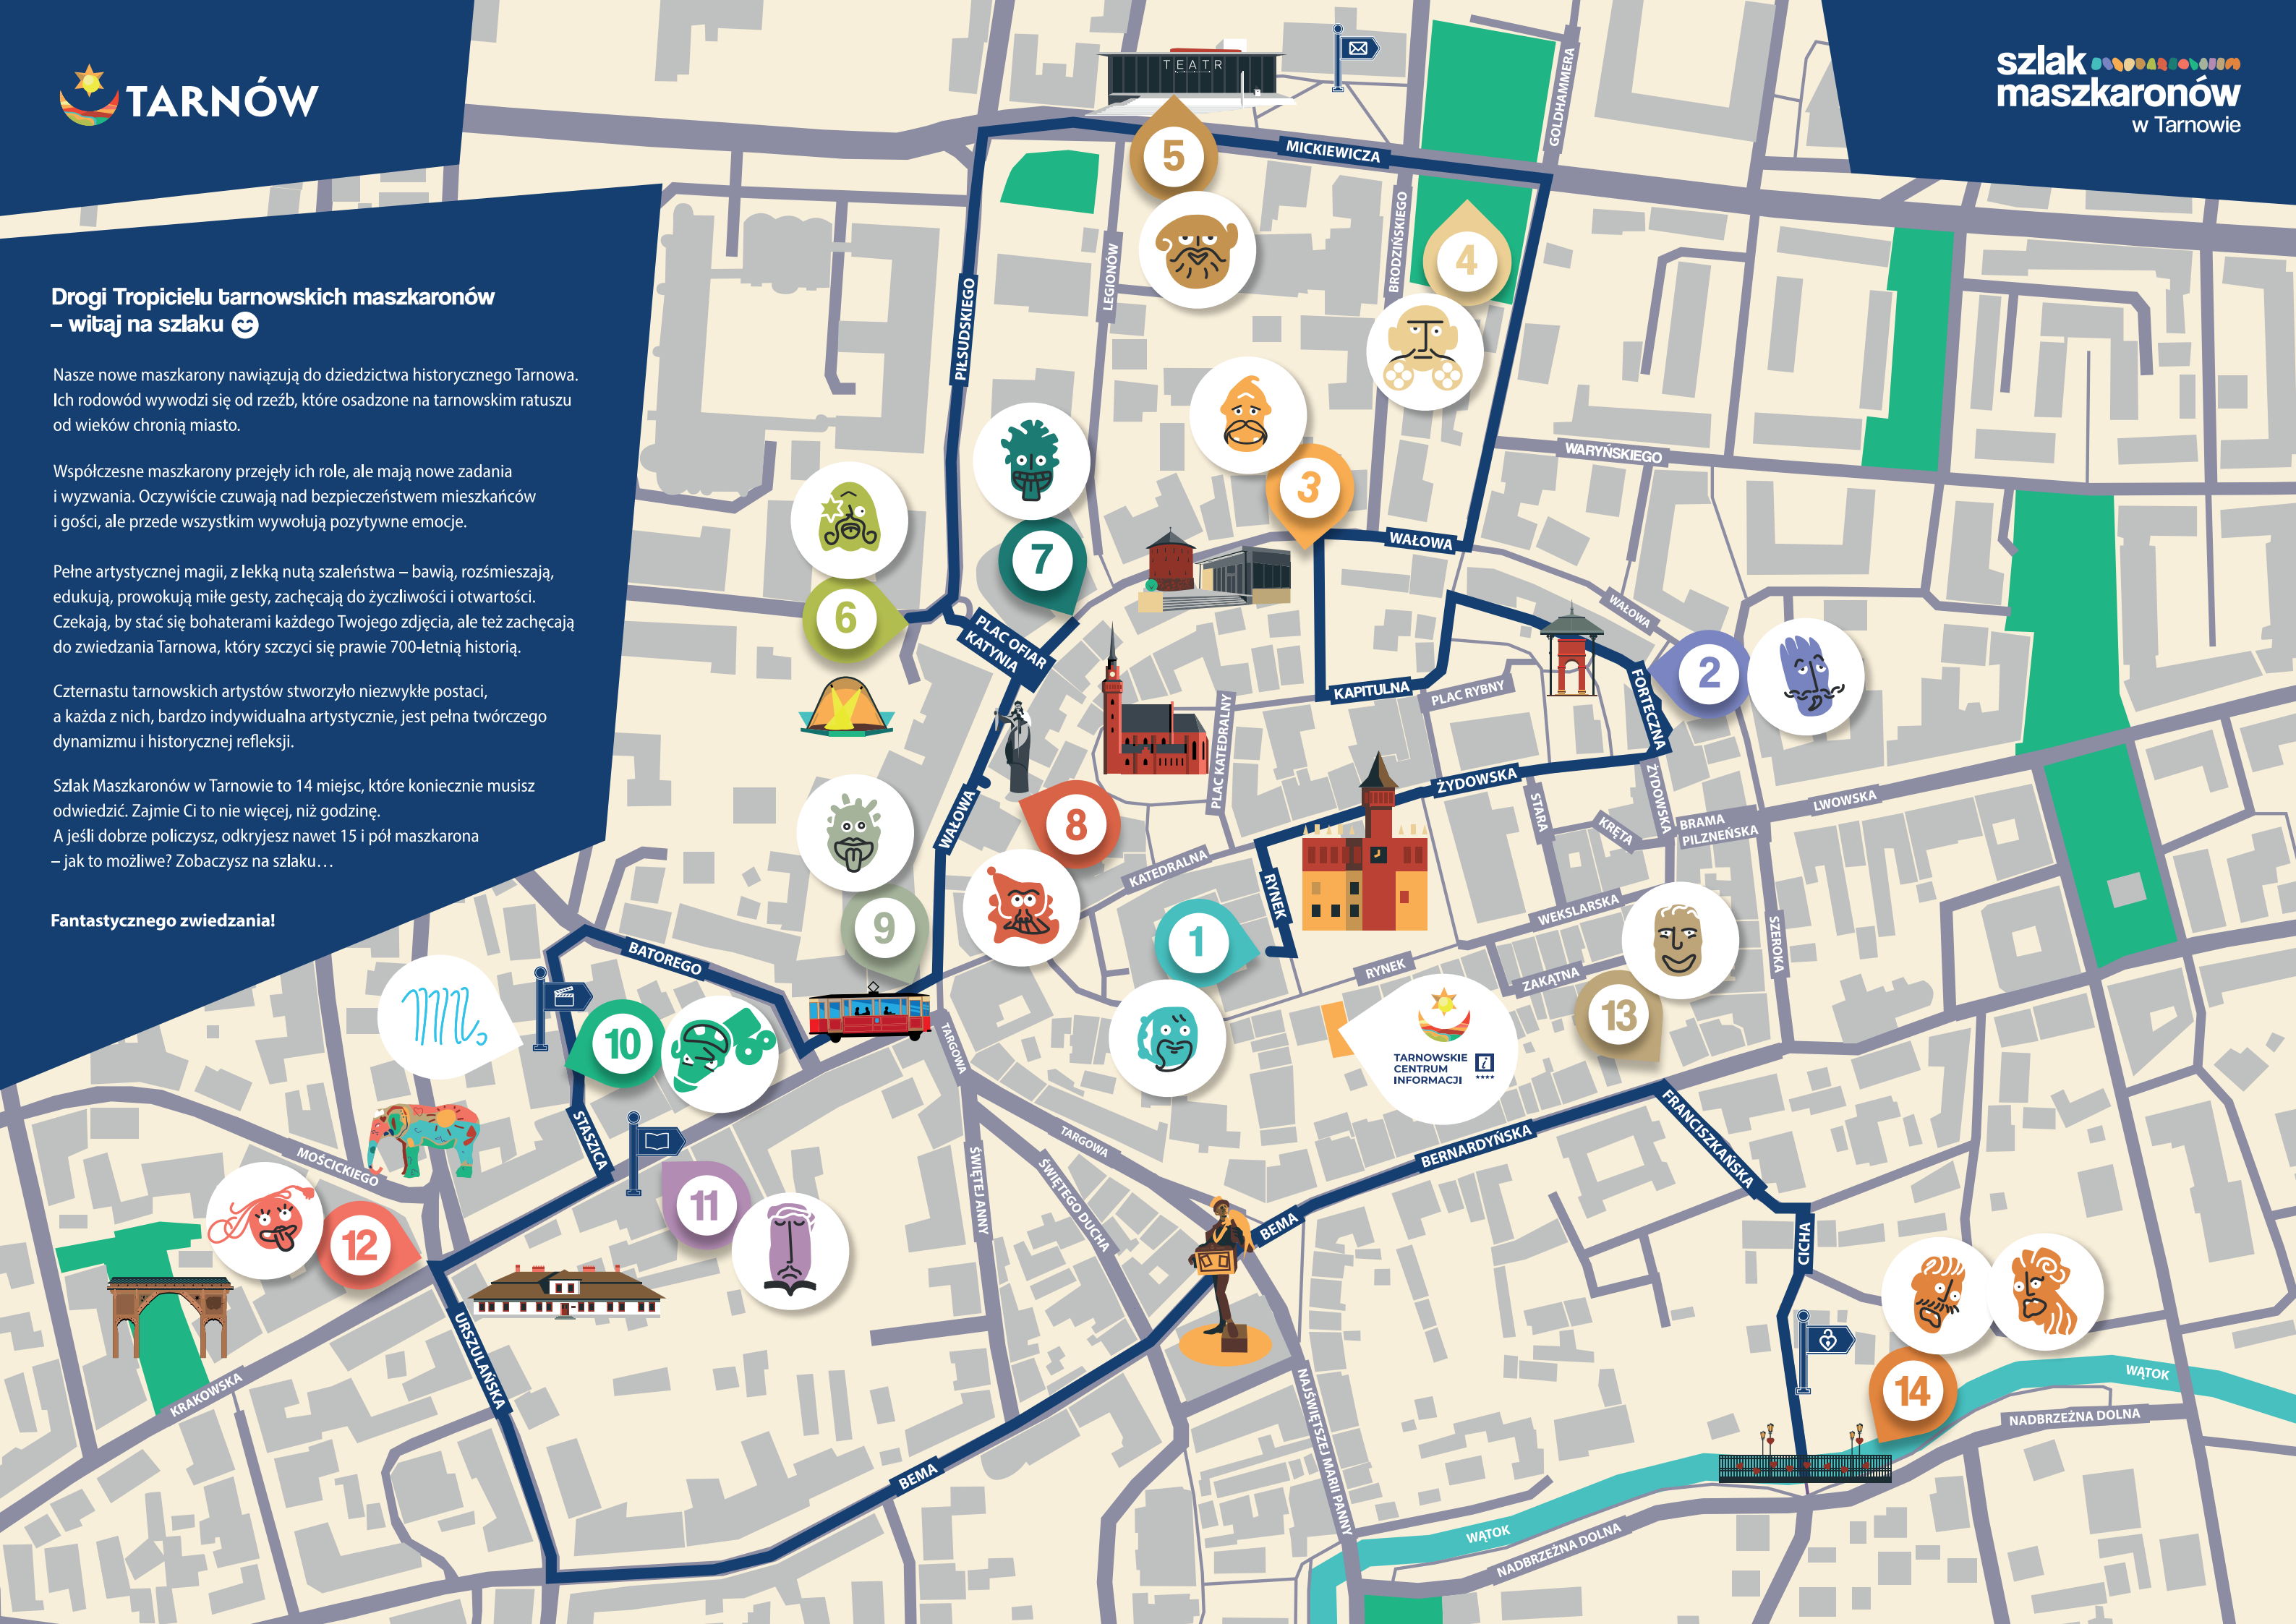 TARNÓW
szlak
maszkaronów
w Tarnowie
Drogi Tropicielu tarnowskich maszkaronów
– witaj na szlaku
Nasze nowe maszkarony nawiązują do dziedzictwa historycznego Tarnowa.
Ich rodowód wywodzi się od rzeźb, które osadzone na tarnowskim ratuszu
od wieków chronią miasto.
Współczesne maszkarony przejęły ich role, ale mają nowe zadania
i wyzwania. Oczywiście czuwają nad bezpieczeństwem mieszkańców
i gości, ale przede wszystkim wywołują pozytywne emocje.
Pełne artystycznej magii, z lekką nutą szaleństwa – bawią, rozśmieszają,
edukują, prowokują miłe gesty, zachęcają do życzliwości i otwartości.
Czekają, by stać się bohaterami każdego Twojego zdjęcia, ale też zachęcają
do zwiedzania Tarnowa, który szczyci się prawie 700-letnią historią.
Czternastu tarnowskich artystów stworzyło niezwykłe postaci,
a każda z nich, bardzo indywidualna artystycznie, jest pełna twórczego
dynamizmu i historycznej refleksji.
Szlak Maszkaronów w Tarnowie to 14 miejsc, które koniecznie musisz
odwiedzić. Zajmie Ci to nie więcej, niż godzinę.
A jeśli dobrze policzysz, odkryjesz nawet 15 i pół maszkarona
– jak to możliwe? Zobaczysz na szlaku…
Fantastycznego zwiedzania!
TEATR
GOLDHAMMERA
5
MICKIEWICZA
BRODZIŃSKIEGO
4
LEGIONÓW
PIŁSUDSKIEGO
WARYŃSKIEGO
3
WAŁOWA
7
6
PLAC OFIAR
KATYNIA
WAŁOWA
2
FORTECZNA
KAPITULNA
PLAC RYBNY
PLAC KATEDRALNY
ŻYDOWSKA
ŻYDOWSKA
STARA
KRĘTA
BRAMA
PILZNEŃSKA
LWOWSKA
WAŁOWA
8
KATEDRALNA
RYNEK
9
1
WEKSLARSKA
RYNEK
ZAKĄTNA
SZEROKA
13
BATOREGO
10
TARGOWA
TARNOWSKIE
CENTRUM
INFORMACJI
i
STASZICA
MOŚCICKIEGO
12
11
ŚWIĘTEJ ANNY
ŚWIĘTEGO DUCHA
TARGOWA
BERNARDYŃSKA
FRANCISZKAŃSKA
BEMA
CICHA
URSZULAŃSKA
KRAKOWSKA
NAJŚWIĘTSZEJ MARII PANNY
14
WĄTOK
NADBRZEŻNA DOLNA
BEMA
WĄTOK
NADBRZEŻNA DOLNA